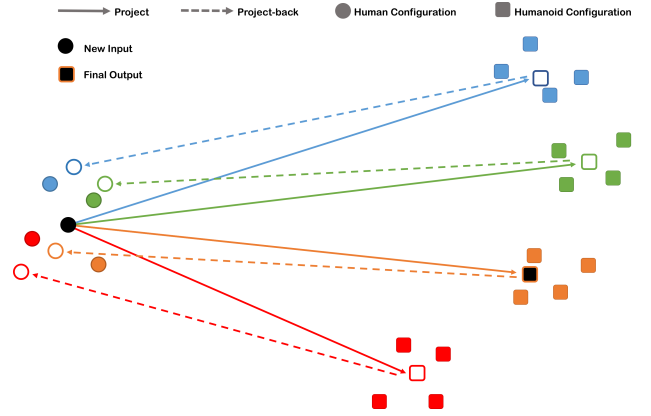 Project
Project-back
Human Configuration
Humanoid Configuration
New Input
Final Output